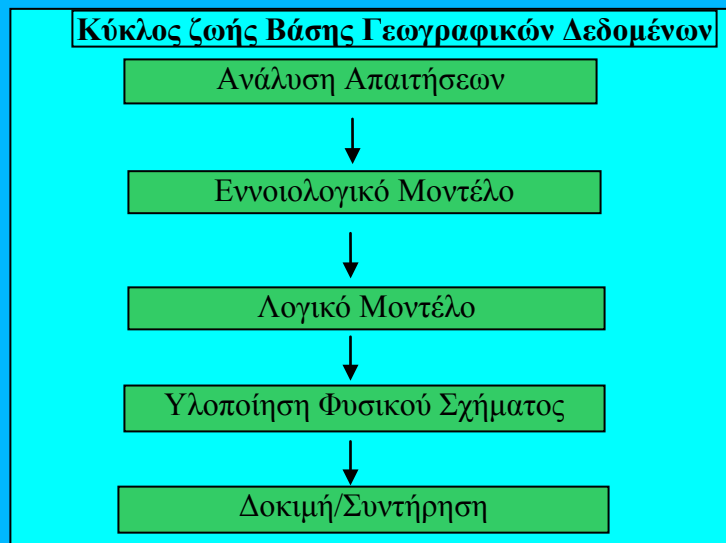 Κύκλος ζωής Βάσης Γεωγραφικών Δεδομένων
Ανάλυση Απαιτήσεων
Εννοιολογικό Μοντέλο
Λογικό Μοντέλο
Υλοποίηση Φυσικού Σχήματος
Δοκιμή/Συντήρηση